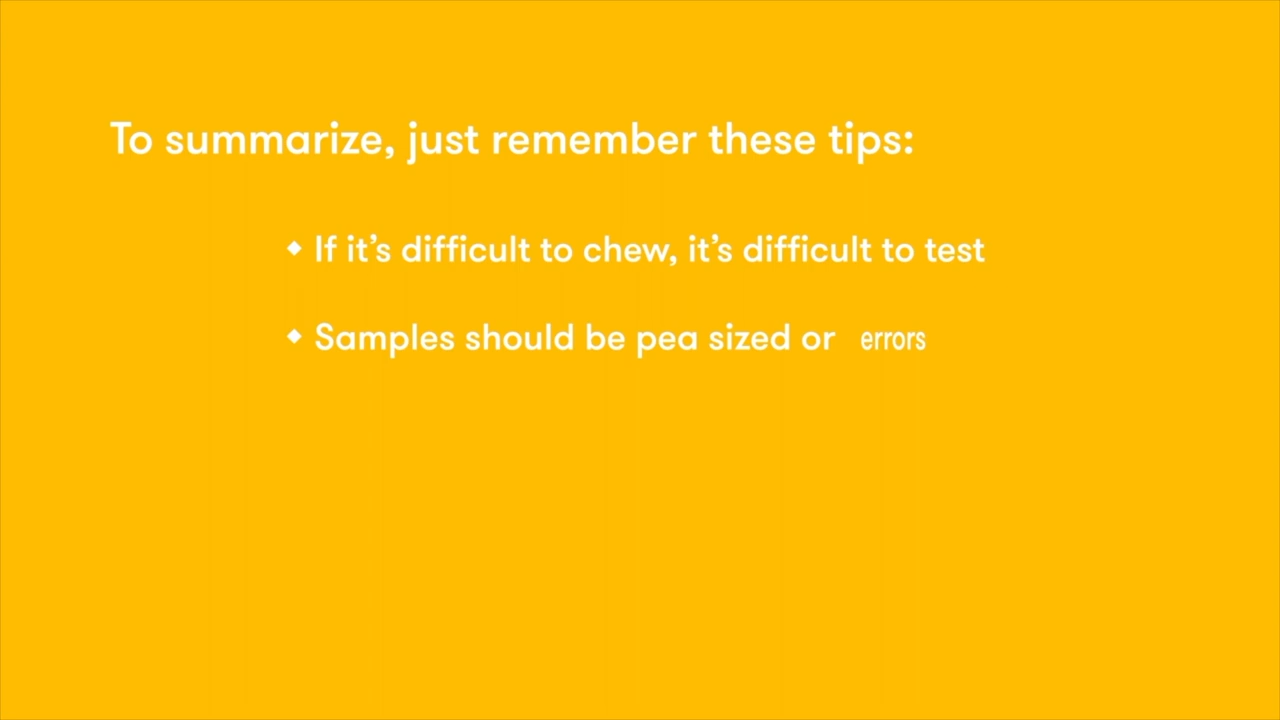 To summarize, just remember these tips:
◆ If it’s difficult to chew, it’s difficult to test
◆ Samples should be pea sized or errors